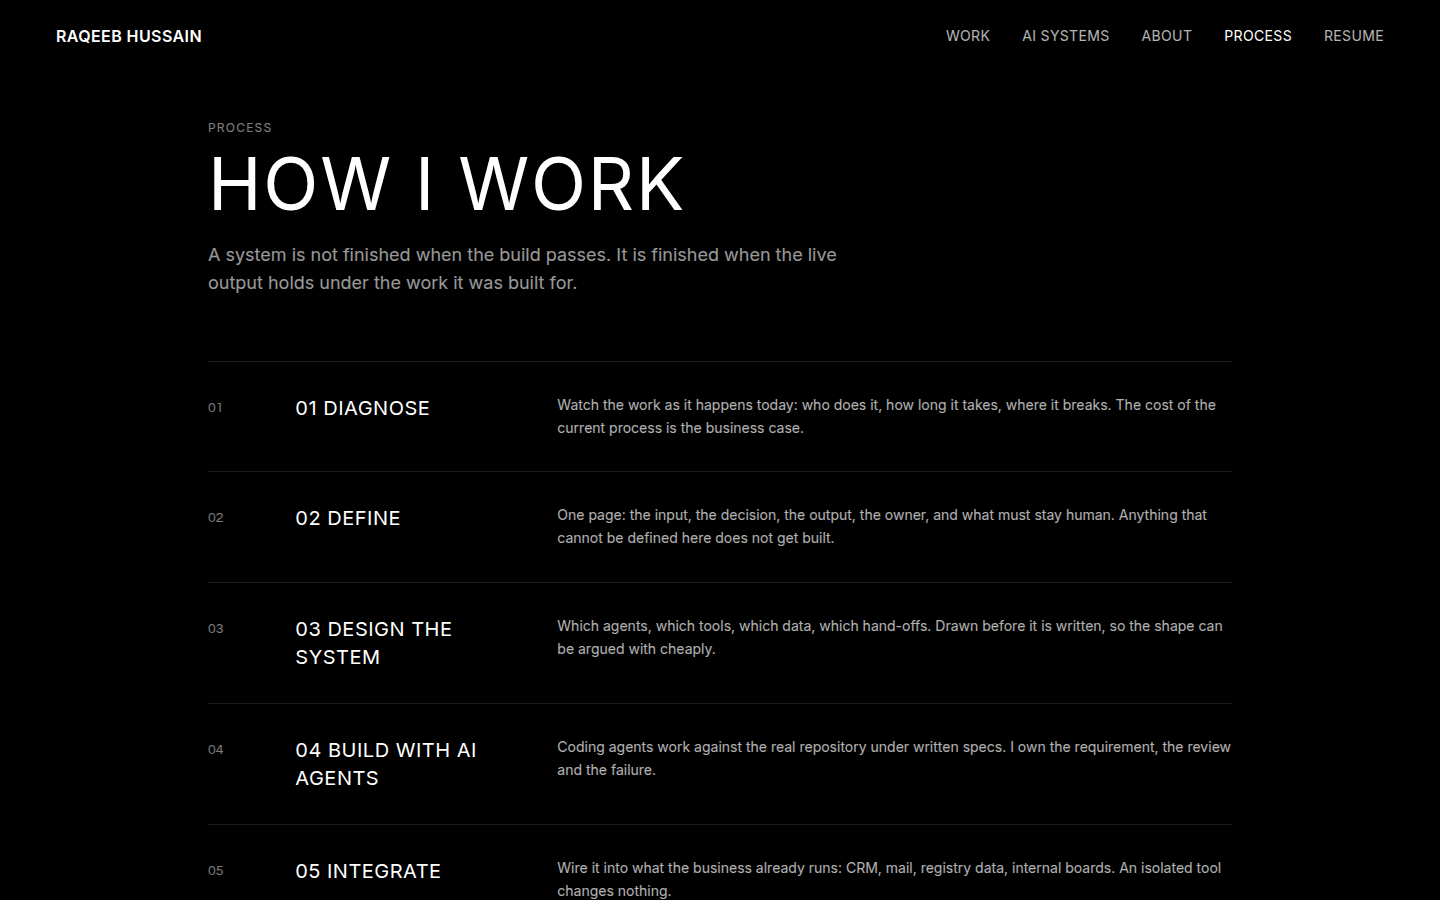 RAQEEB HUSSAIN
WORK
AI SYSTEMS
ABOUT
PROCESS
RESUME
PROCESS
HOW I WORK
A system is not finished when the build passes. It is finished when the live
output holds under the work it was built for.
01
01 DIAGNOSE
Watch the work as it happens today: who does it, how long it takes, where it breaks. The cost of the
current process is the business case.
02
02 DEFINE
One page: the input, the decision, the output, the owner, and what must stay human. Anything that
cannot be defined here does not get built.
03
03 DESIGN THE
SYSTEM
Which agents, which tools, which data, which hand-offs. Drawn before it is written, so the shape can
be argued with cheaply.
04
04 BUILD WITH AI
AGENTS
Coding agents work against the real repository under written specs. I own the requirement, the review
and the failure.
05
05 INTEGRATE
Wire it into what the business already runs: CRM, mail, registry data, internal boards. An isolated tool
changes nothing.